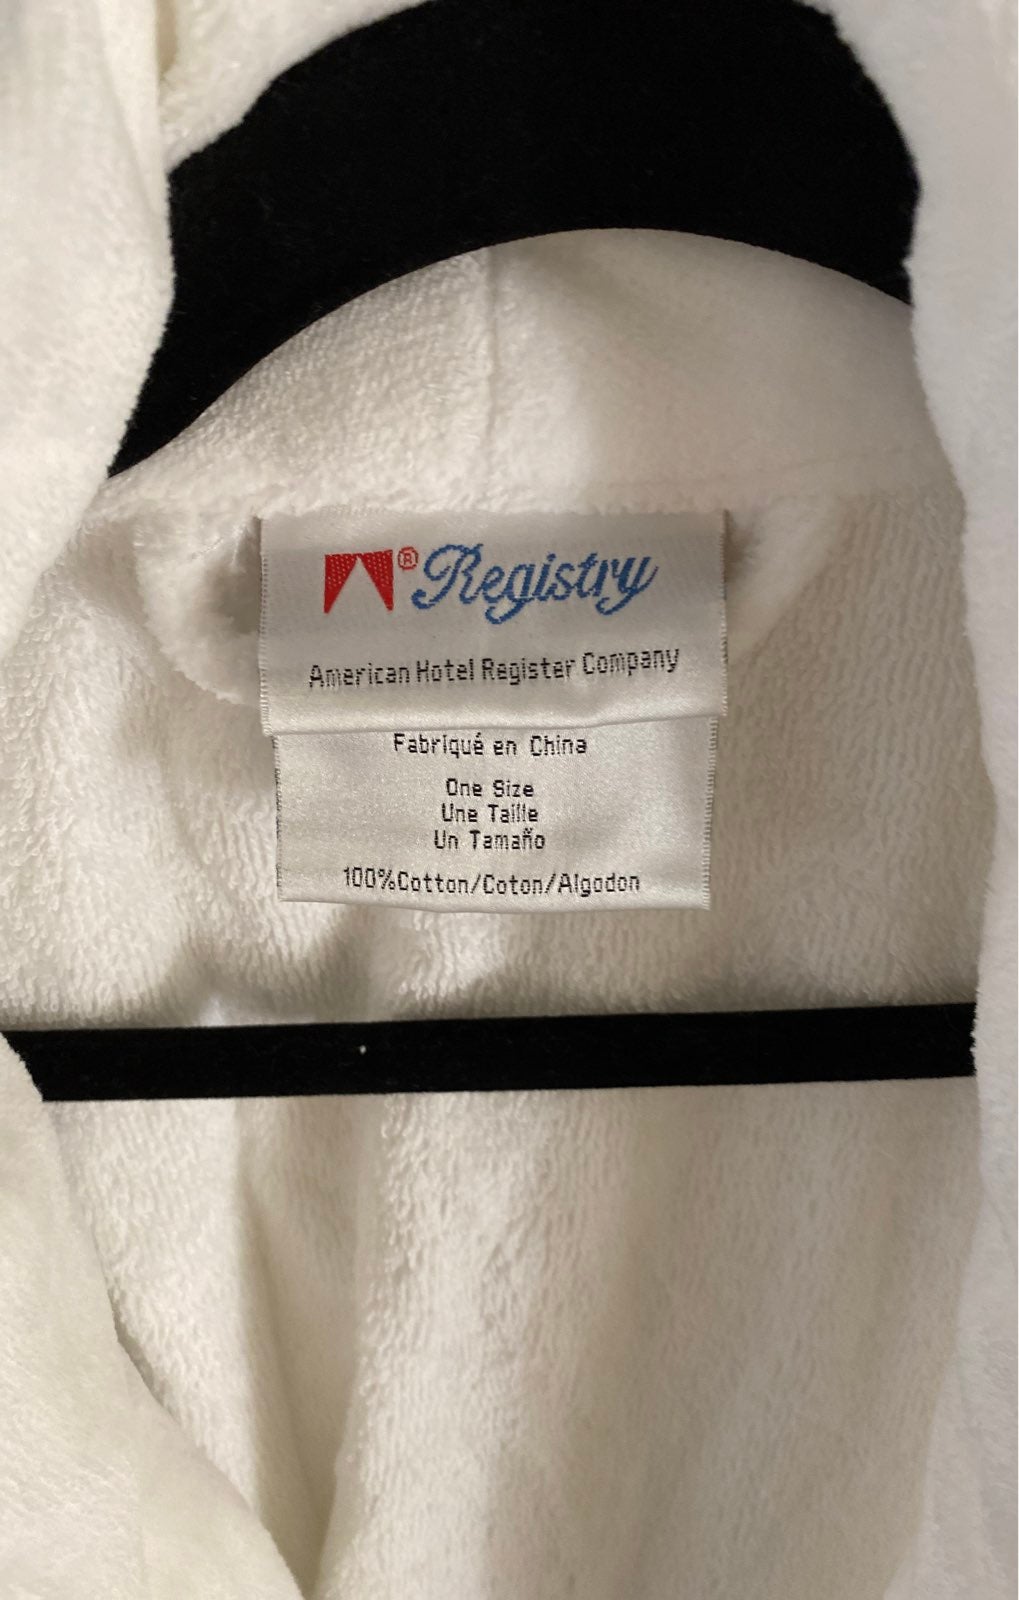 ® Registry
American Hotel Register Company
Fabriqué en China
One Size
Une Taille
Un Tamaño
100%Cotton/Coton/Algodon